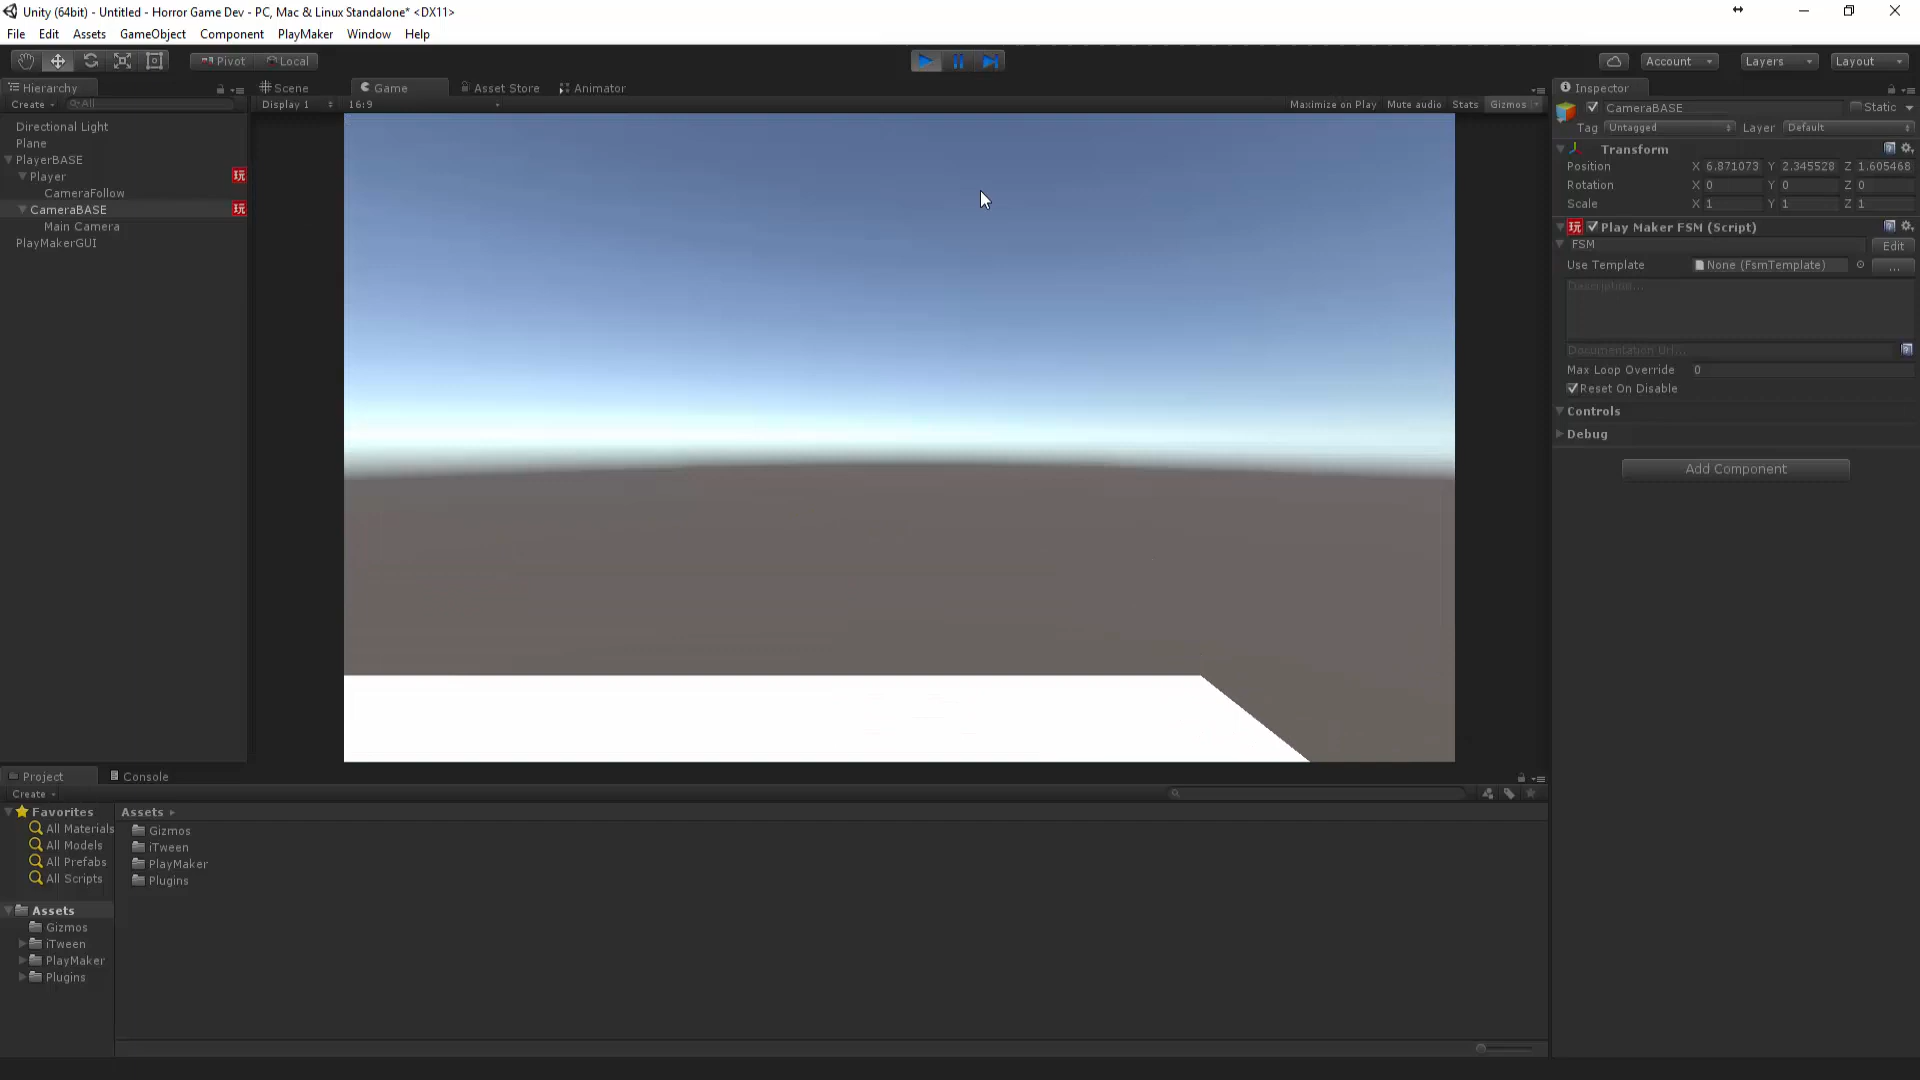 Unity (64bit) - Untitled - Horror Game Dev - PC, Mac & Linux Standalone* <DX11>
File Edit Assets GameObject Component PlayMaker Window Help
Pivot Local Account Layers Layout
Hierarchy
Create All
Directional Light
Plane
PlayerBASE
Player 玩
CameraFollow
CameraBASE 玩
Main Camera
PlayMakerGUI
Scene Game Asset Store Animator
Display 1 16:9 Maximize on Play Mute audio Stats Gizmos
Inspector
CameraBASE Static
Tag Untagged Layer Default
Transform
Position X 6.871073 Y 2.345528 Z 1.605468
Rotation X 0 Y 0 Z 0
Scale X 1 Y 1 Z 1
玩 Play Maker FSM (Script)
FSM Edit
Use Template None (FsmTemplate) ...
Description...
Documentation Url...
Max Loop Override 0
Reset On Disable
Controls
Debug
Add Component
Project Console
Create
Favorites
All Materials
All Models
All Prefabs
All Scripts
Assets
Gizmos
iTween
PlayMaker
Plugins
Assets
Gizmos
iTween
PlayMaker
Plugins